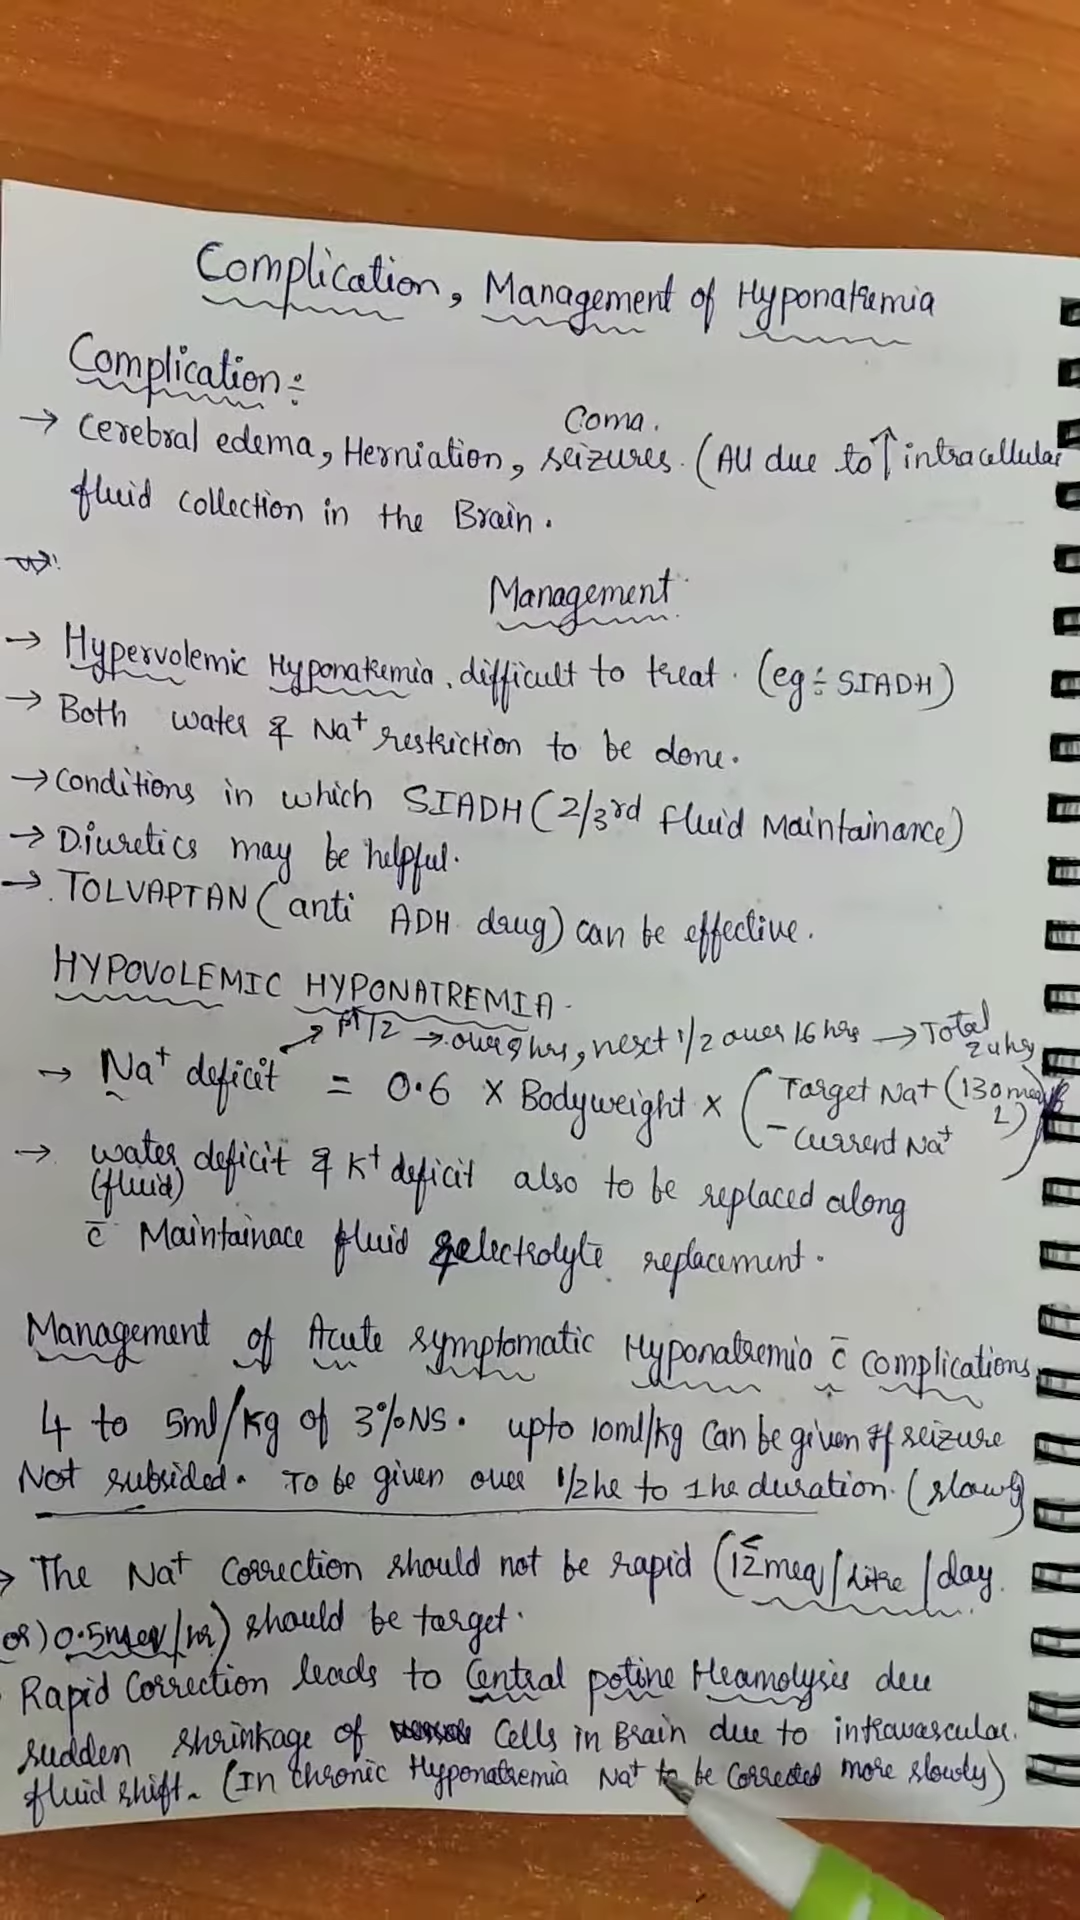 Complication, Management of Hyponatremia
Complication:
Coma.
→ Cerebral edema, Herniation, seizures. (All due to ↑ intracellular
fluid collection in the Brain.
Management
→ Hypervolemic Hyponatremia. difficult to treat. (eg ÷ SIADH)
→ Both water & Na+ restriction to be done.
→ Conditions in which SIADH (2/3rd fluid Maintainance)
→ Diuretics may be helpful.
→ TOLVAPTAN (anti ADH drug) can be effective.
HYPOVOLEMIC HYPONATREMIA.
1/2 → over 8 hrs, next 1/2 over 16 hrs → Total 24 hrs
→ Na+ deficit = 0.6 × Bodyweight × (Target Na+ (130 meq/L)
- Current Na+)
→ water deficit & K+ deficit also to be replaced along
(fluid)
c̄ Maintainace fluid & electrolyte replacement.
Management of Acute symptomatic Hyponatremia c̄ complications
4 to 5ml/kg of 3% NS. upto 10ml/kg can be given if seizure
Not subsided. To be given over 1/2 hr to 1 hr duration. (slowly)
→ The Na+ Correction should not be rapid (≤12 meq/litre/day
or) 0.5meq/hr) should be target.
Rapid Correction leads to Central potine Heamolysis due
sudden shrinkage of Cells in Brain due to intravascular
fluid shift. (In chronic Hyponatremia Na+ to be Corrected more slowly)